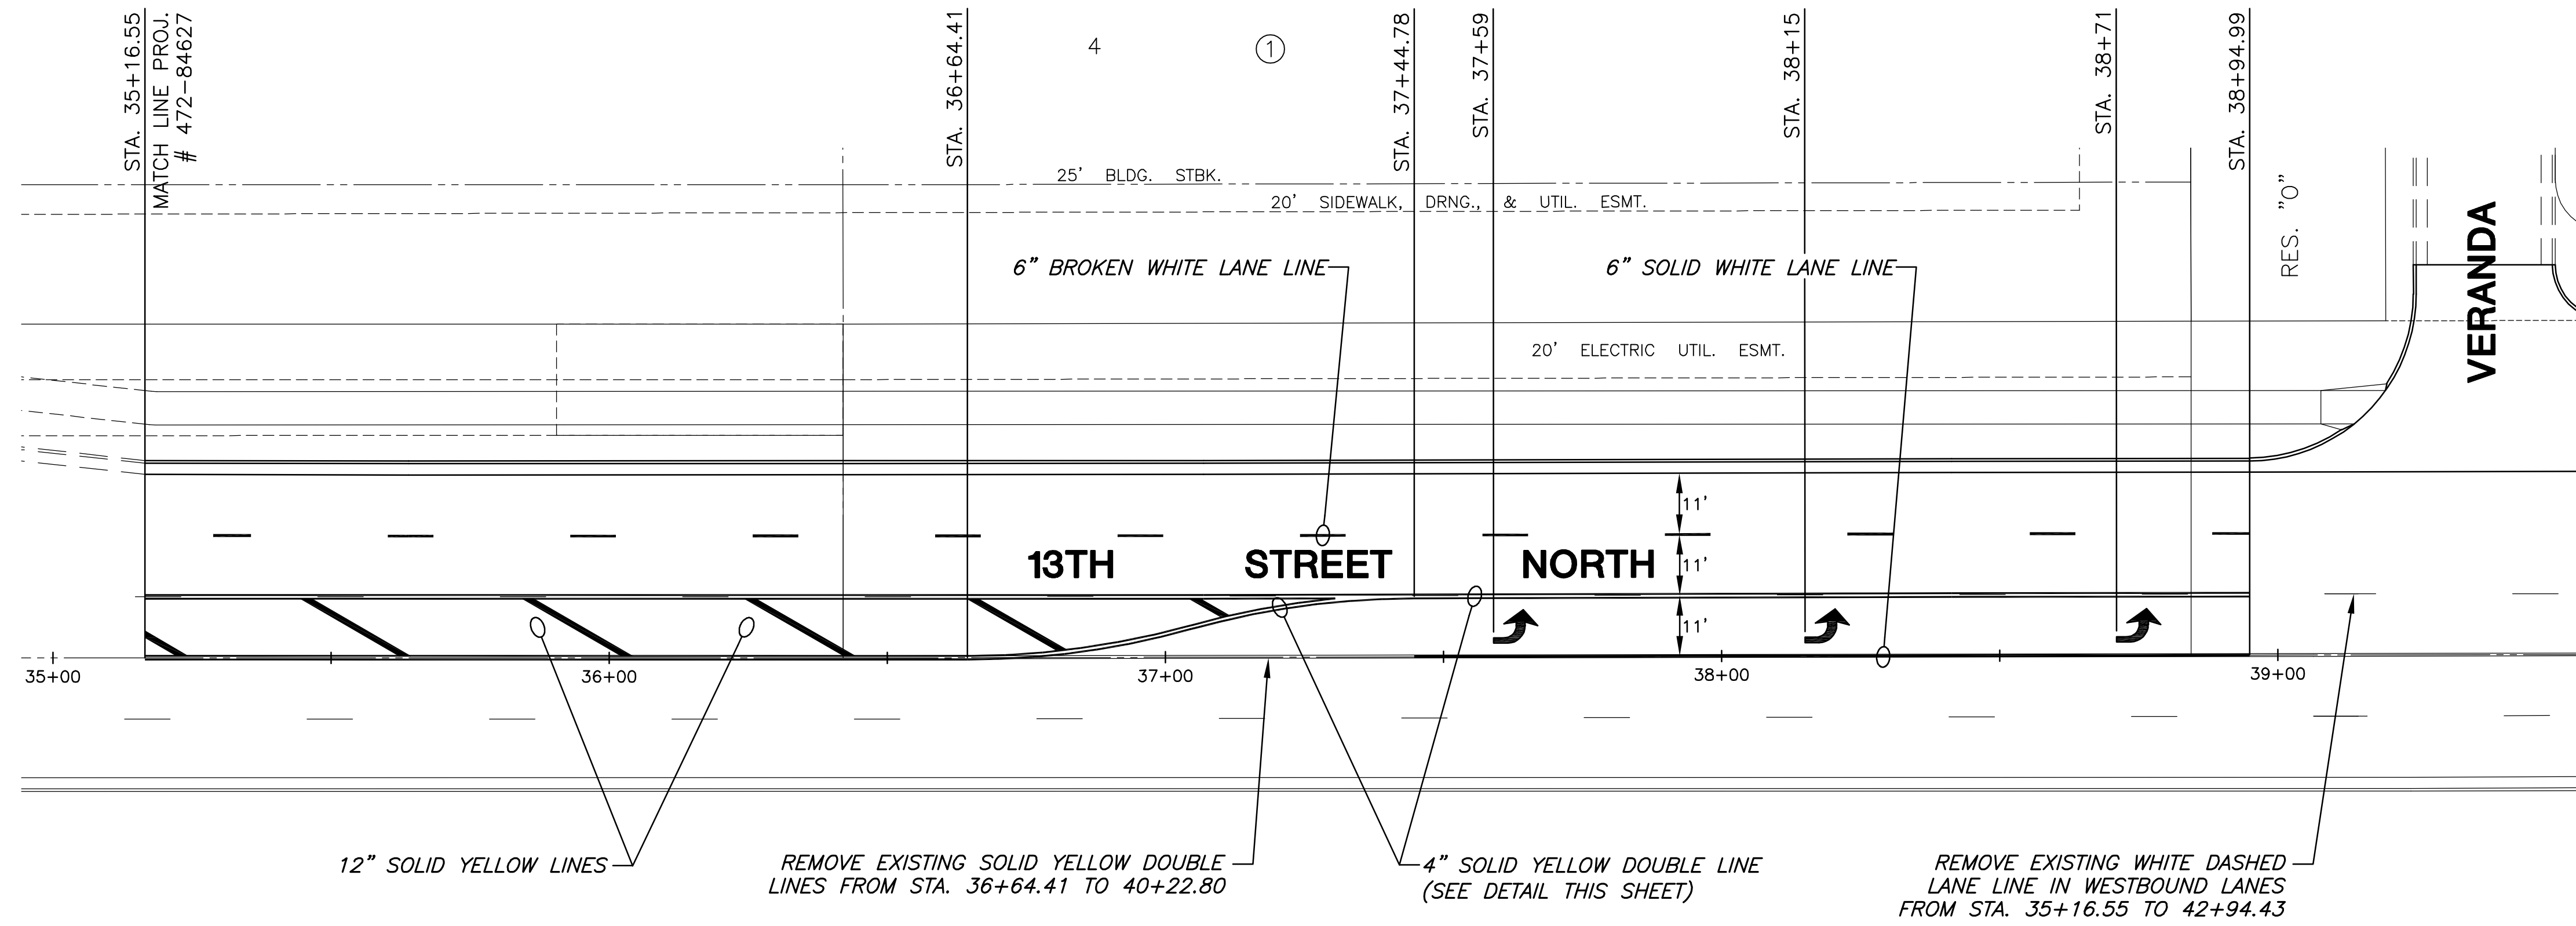 STA. 35+16.55
MATCH LINE PROJ.
# 472-84627
STA. 36+64.41
4
1
STA. 37+44.78
STA. 37+59
STA. 38+15
STA. 38+71
STA. 38+94.99
25' BLDG. STBK.
20' SIDEWALK, DRNG., & UTIL. ESMT.
RES. "O"
VERANDA
6" BROKEN WHITE LANE LINE
6" SOLID WHITE LANE LINE
20' ELECTRIC UTIL. ESMT.
11'
13TH STREET NORTH
11'
11'
35+00
36+00
37+00
38+00
39+00
12" SOLID YELLOW LINES
REMOVE EXISTING SOLID YELLOW DOUBLE
LINES FROM STA. 36+64.41 TO 40+22.80
4" SOLID YELLOW DOUBLE LINE
(SEE DETAIL THIS SHEET)
REMOVE EXISTING WHITE DASHED
LANE LINE IN WESTBOUND LANES
FROM STA. 35+16.55 TO 42+94.43